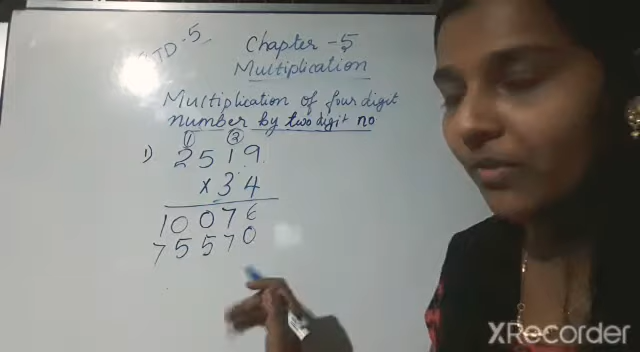 STD-5
Chapter -5
Multiplication
Multiplication of four digit
number by two digit no
① ②
1) 2519
x 34
10076
75570
XRecorder